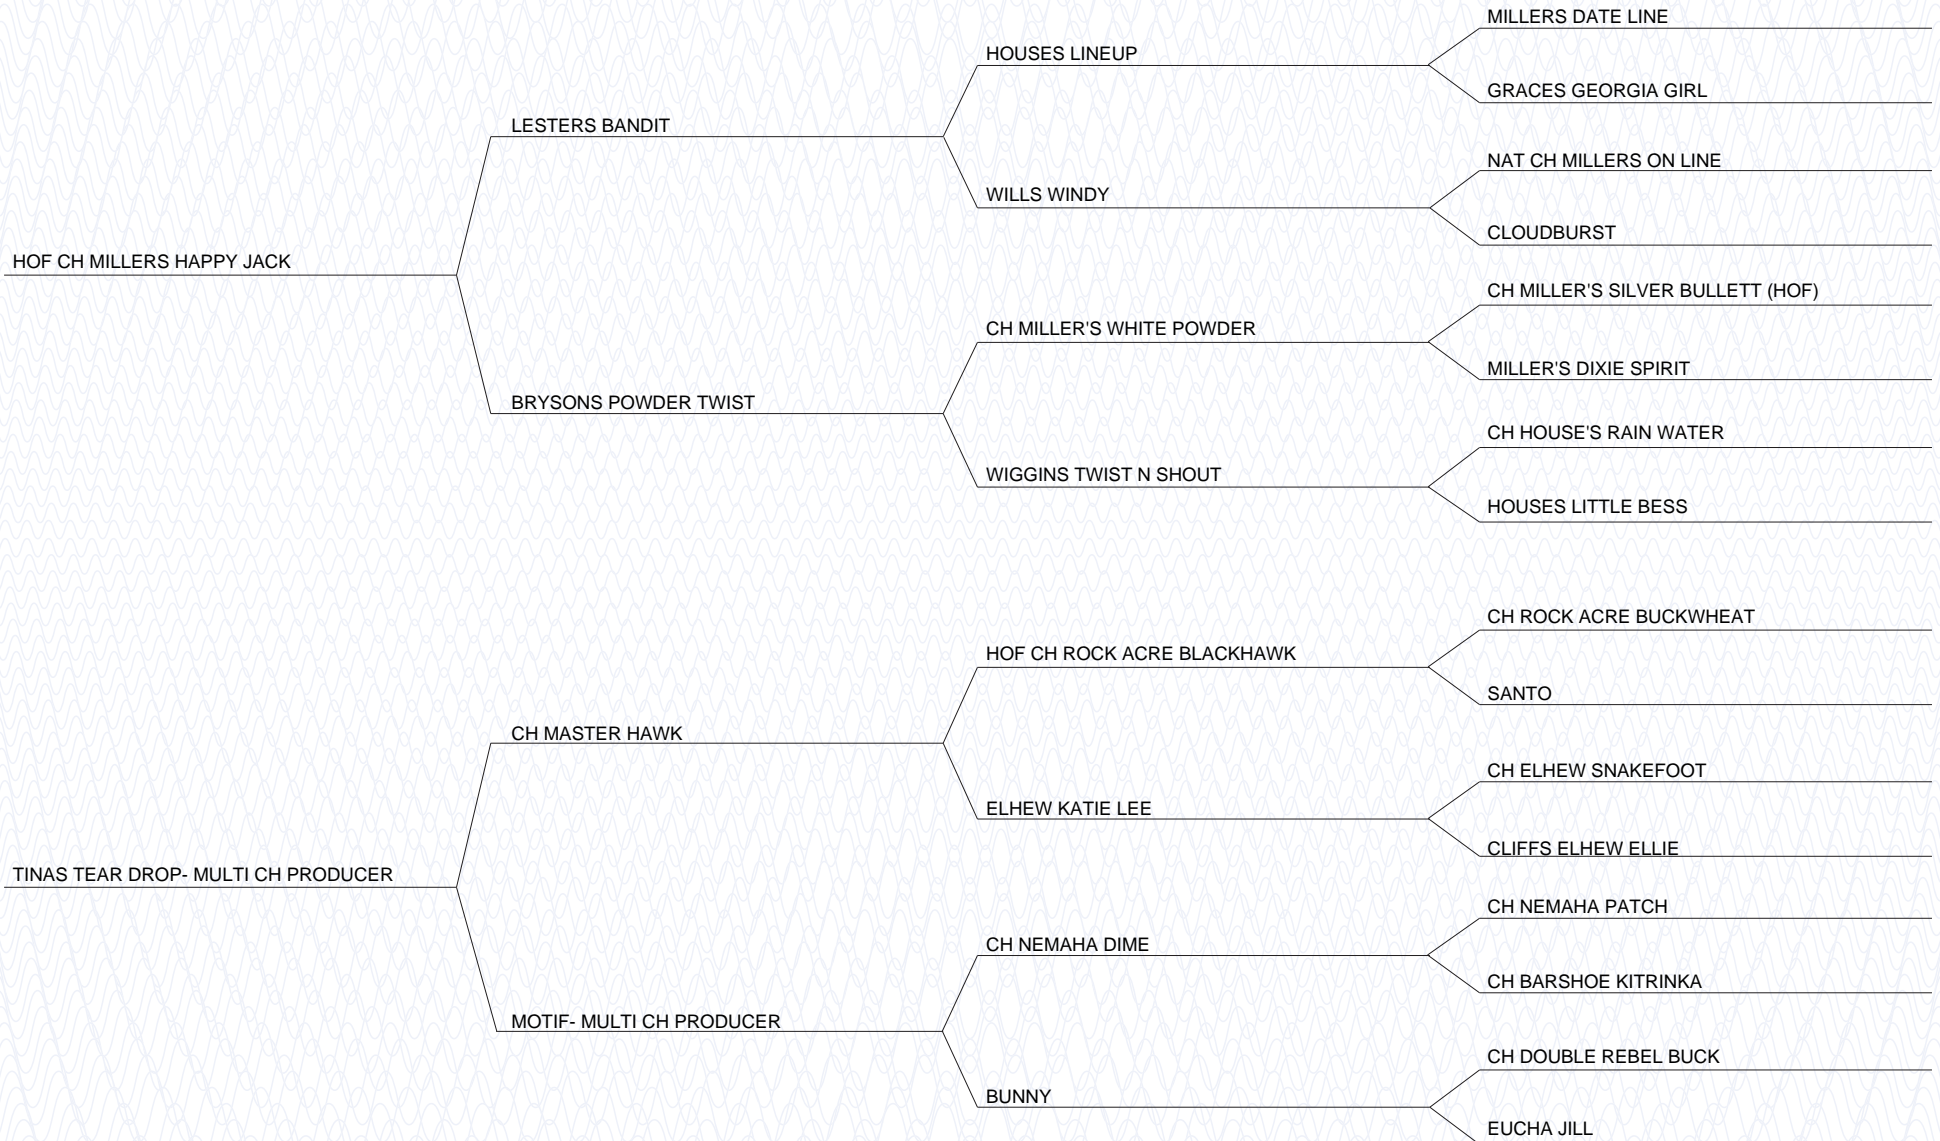 MILLERS DATE LINE
HOUSES LINEUP
GRACES GEORGIA GIRL
LESTERS BANDIT
NAT CH MILLERS ON LINE
WILLS WINDY
CLOUDBURST
HOF CH MILLERS HAPPY JACK
CH MILLER'S SILVER BULLETT (HOF)
CH MILLER'S WHITE POWDER
MILLER'S DIXIE SPIRIT
BRYSONS POWDER TWIST
CH HOUSE'S RAIN WATER
WIGGINS TWIST N SHOUT
HOUSES LITTLE BESS
CH ROCK ACRE BUCKWHEAT
HOF CH ROCK ACRE BLACKHAWK
SANTO
CH MASTER HAWK
CH ELHEW SNAKEFOOT
ELHEW KATIE LEE
CLIFFS ELHEW ELLIE
TINAS TEAR DROP- MULTI CH PRODUCER
CH NEMAHA PATCH
CH NEMAHA DIME
CH BARSHOE KITRINKA
MOTIF- MULTI CH PRODUCER
CH DOUBLE REBEL BUCK
BUNNY
EUCHA JILL